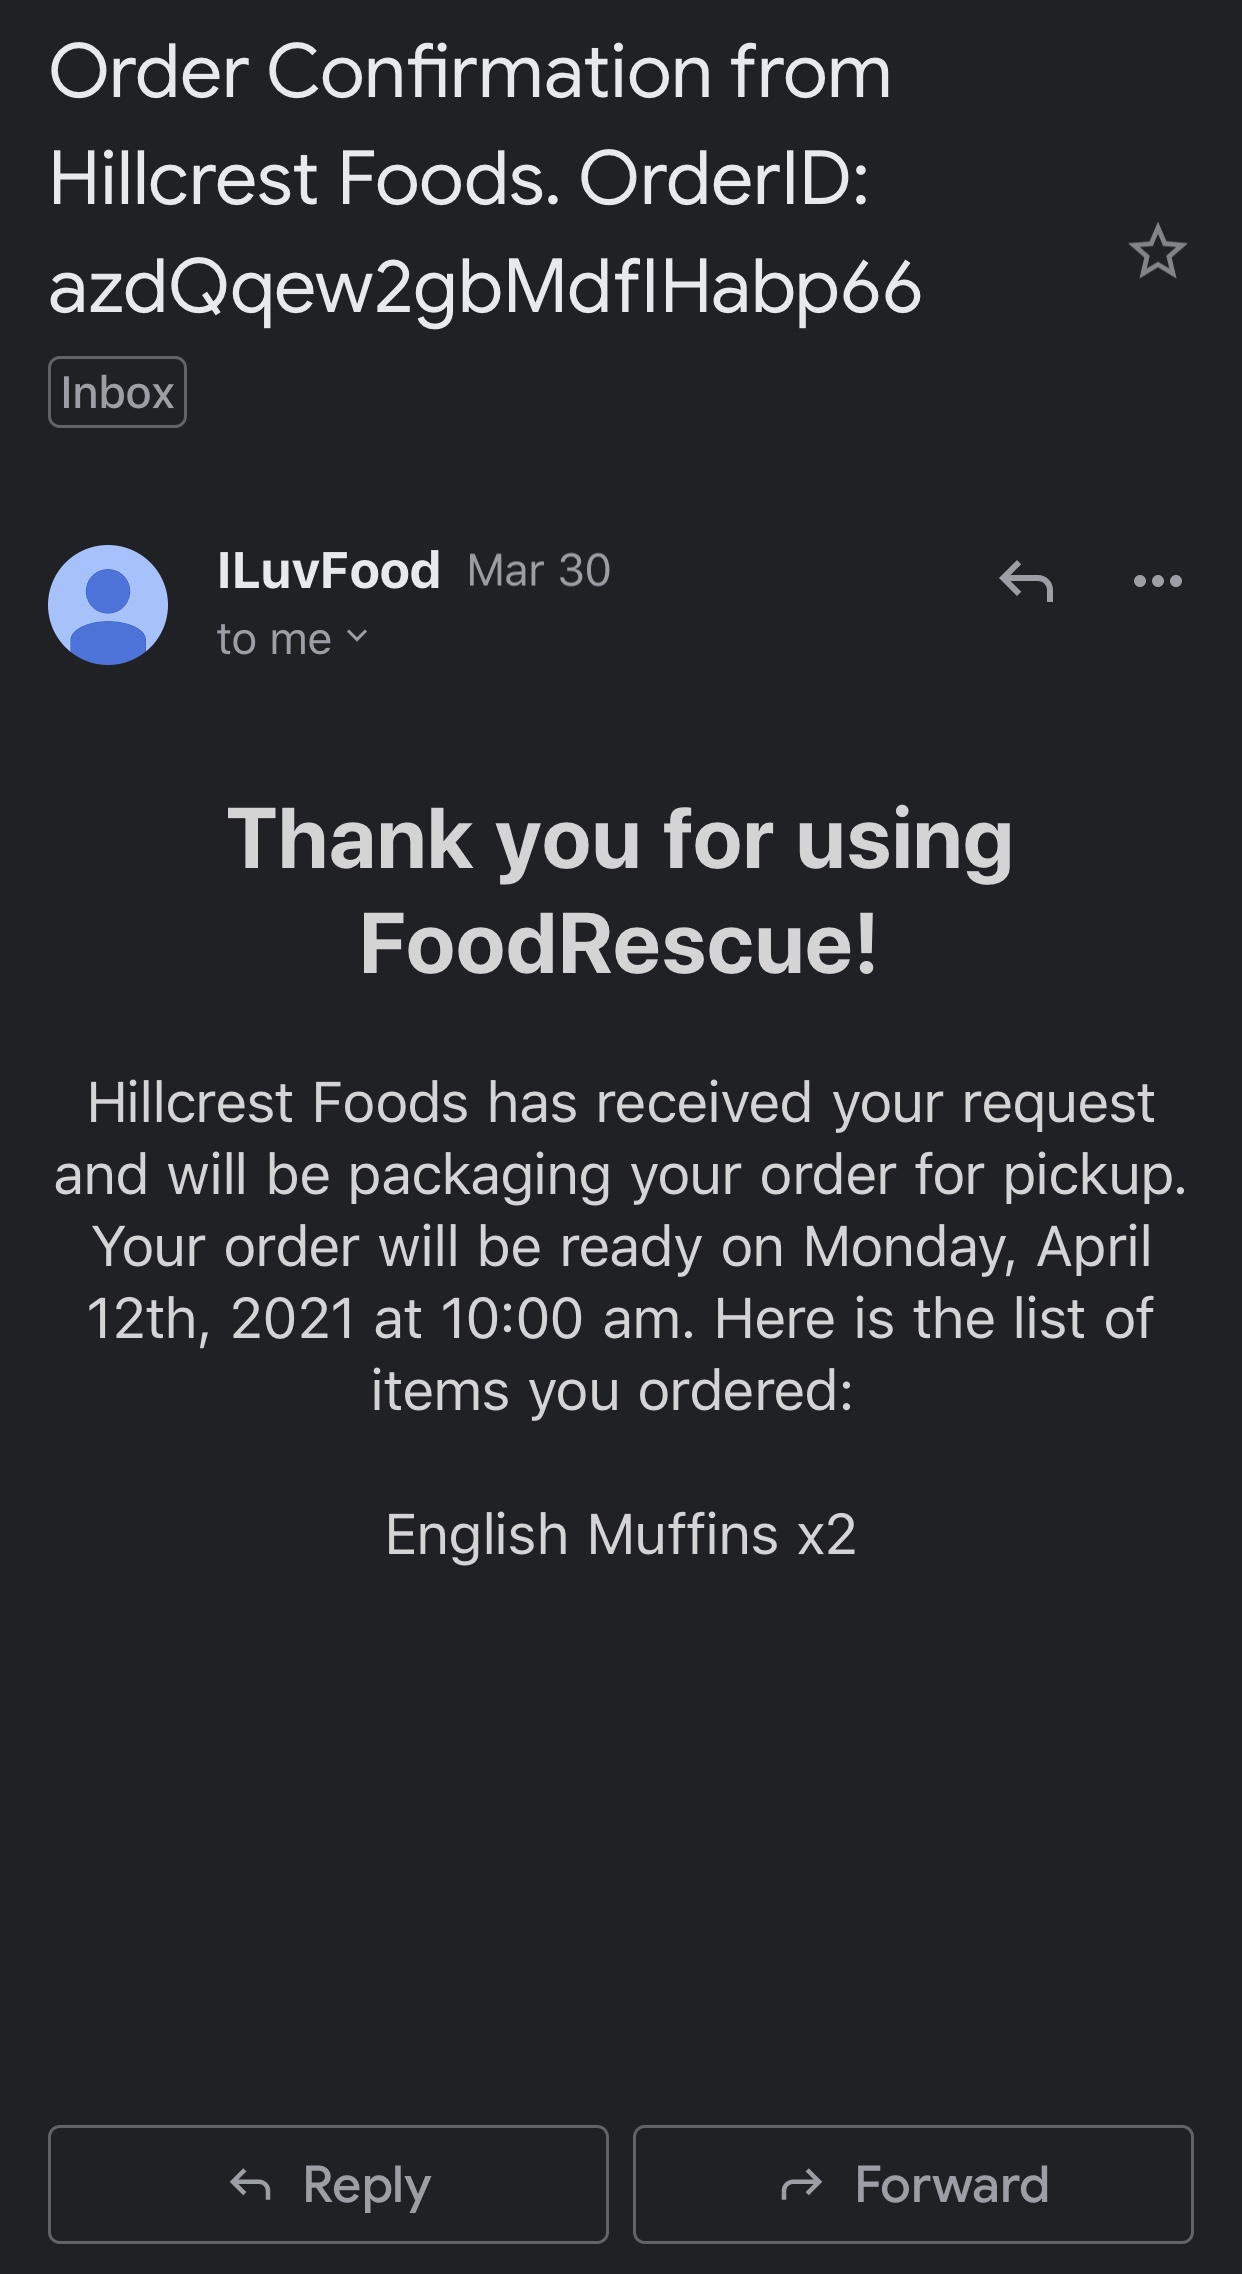 Order Confirmation from
Hillcrest Foods. OrderID:
azdQqew2gbMdfIHabp66
Inbox
ILuvFood Mar 30
to me
Thank you for using
FoodRescue!
Hillcrest Foods has received your request
and will be packaging your order for pickup.
Your order will be ready on Monday, April
12th, 2021 at 10:00 am. Here is the list of
items you ordered:
English Muffins x2
Reply
Forward